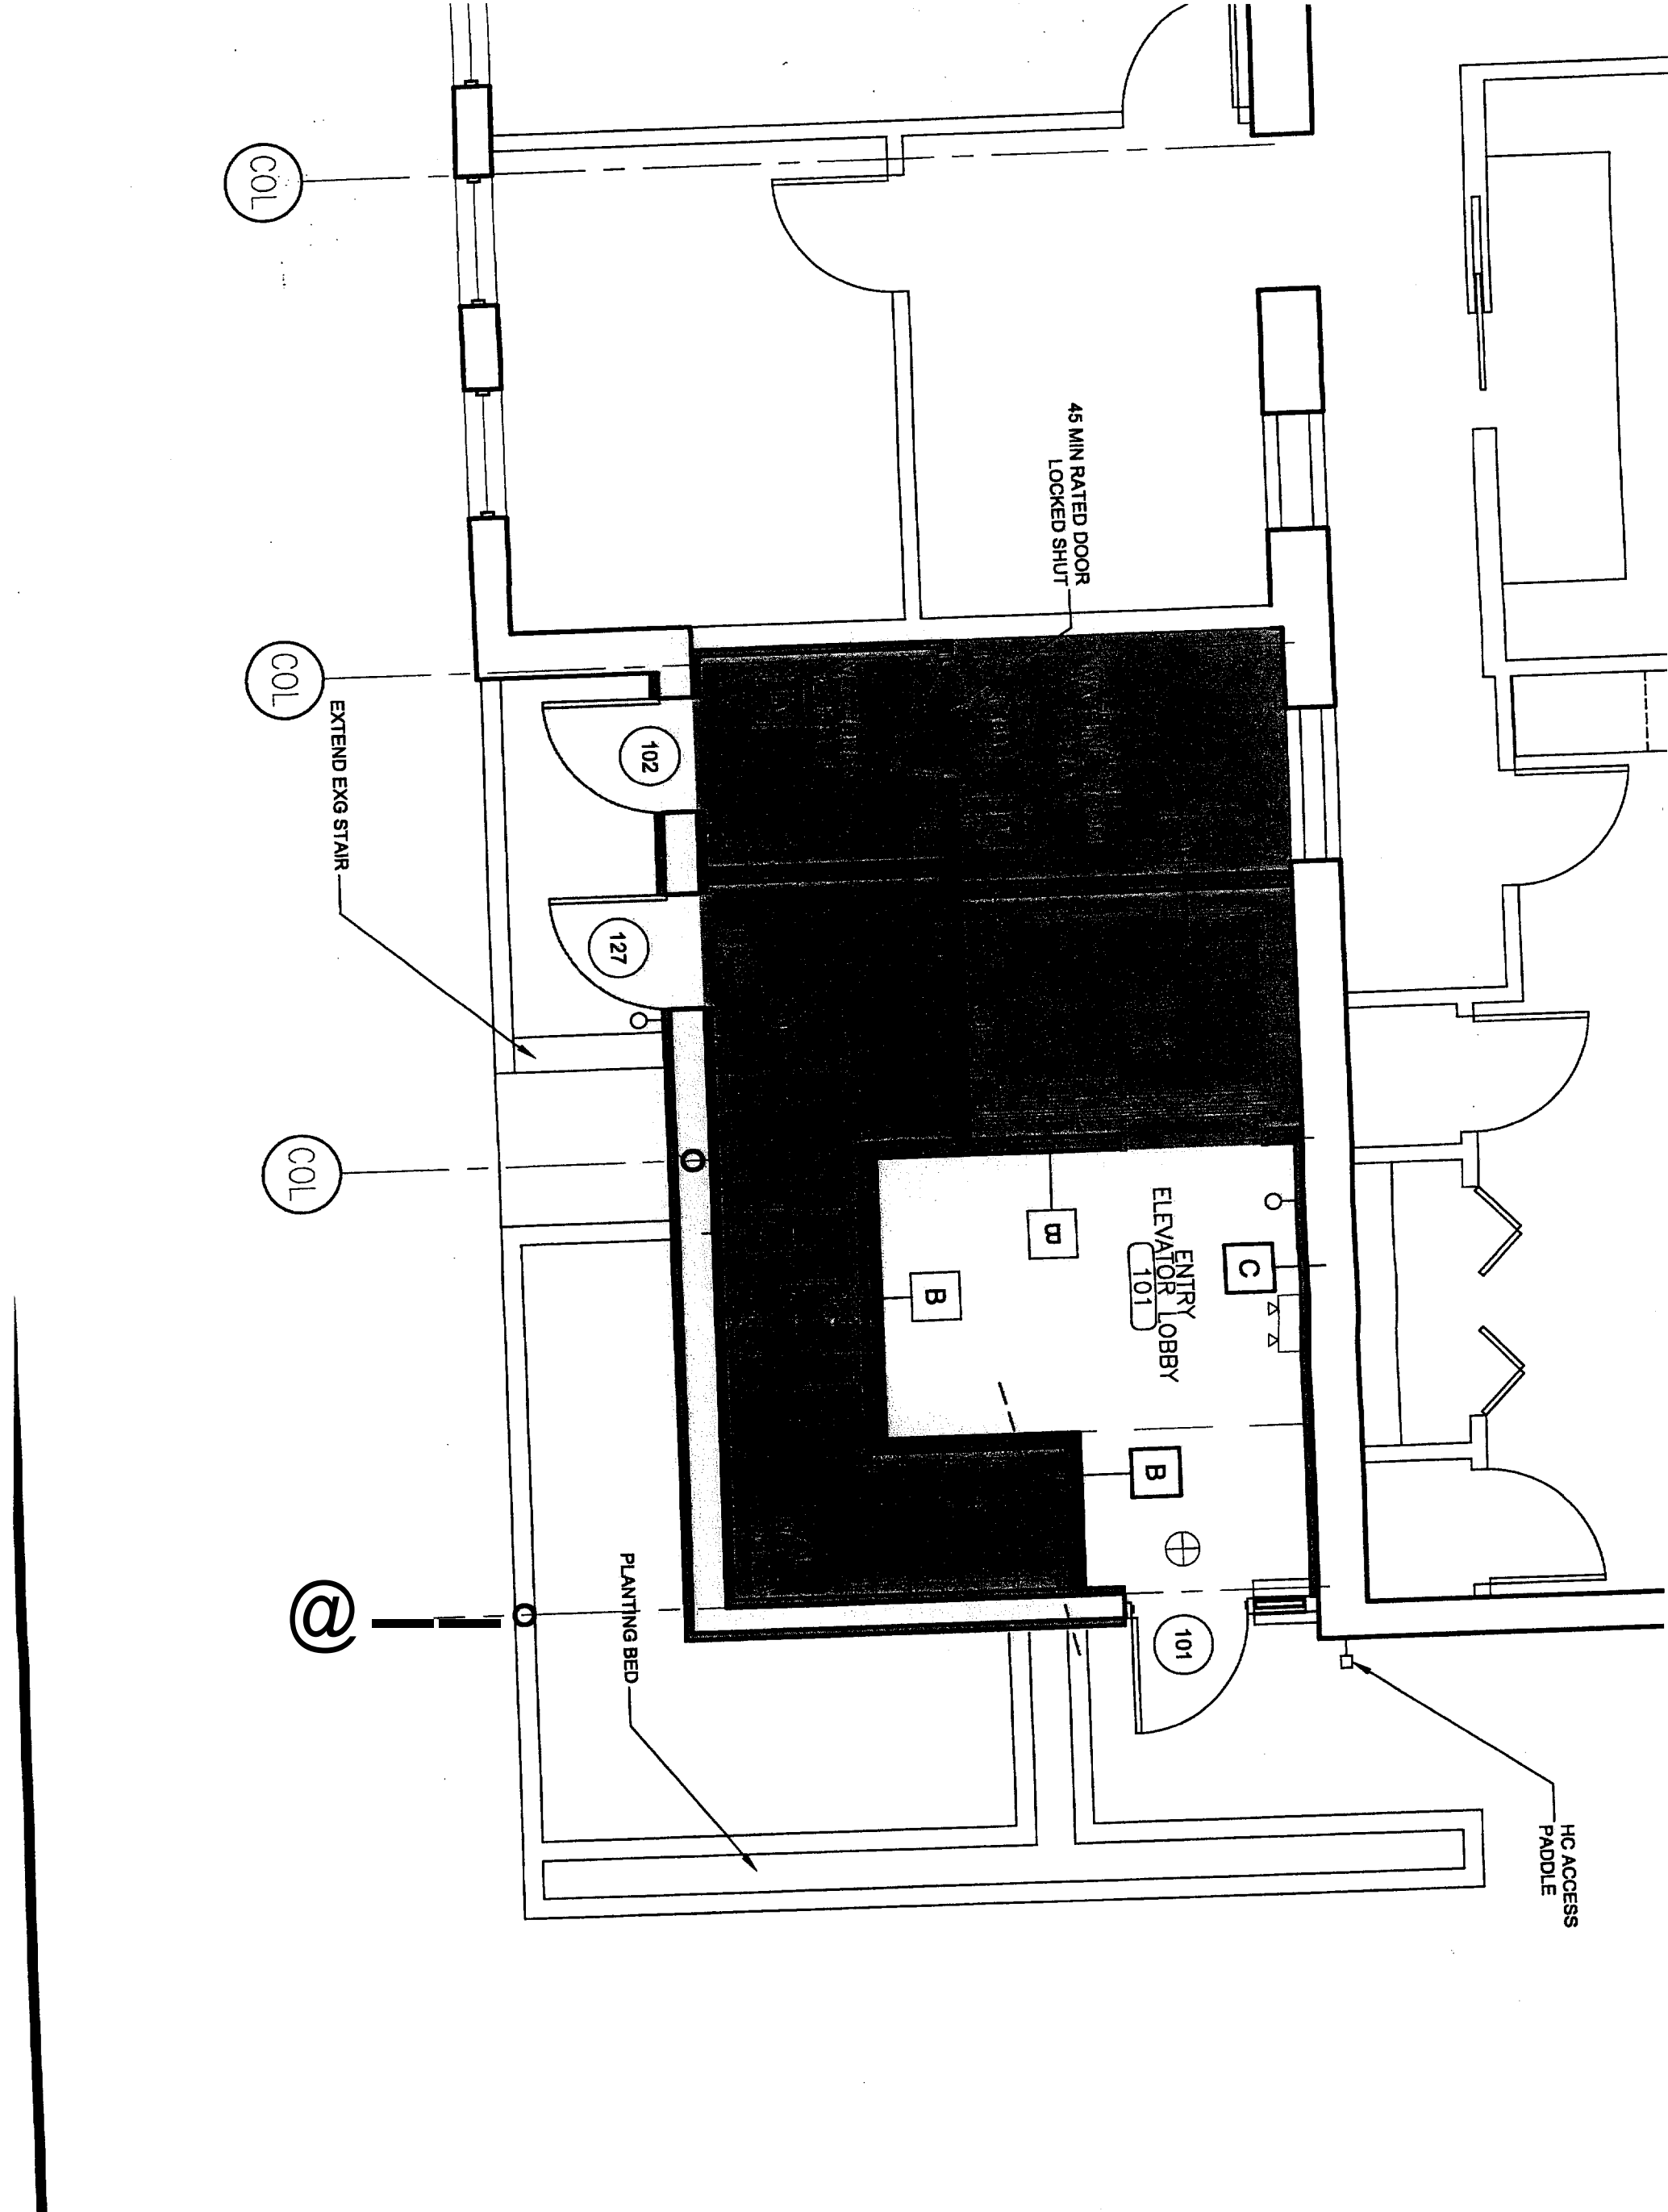 HC ACCESS
PADDLE
45 MIN RATED DOOR
LOCKED SHUT
ENTRY
ELEVATOR LOBBY
101
C
B
B
B
101
102
127
PLANTING BED
EXTEND EXG STAIR
COL
COL
COL
@